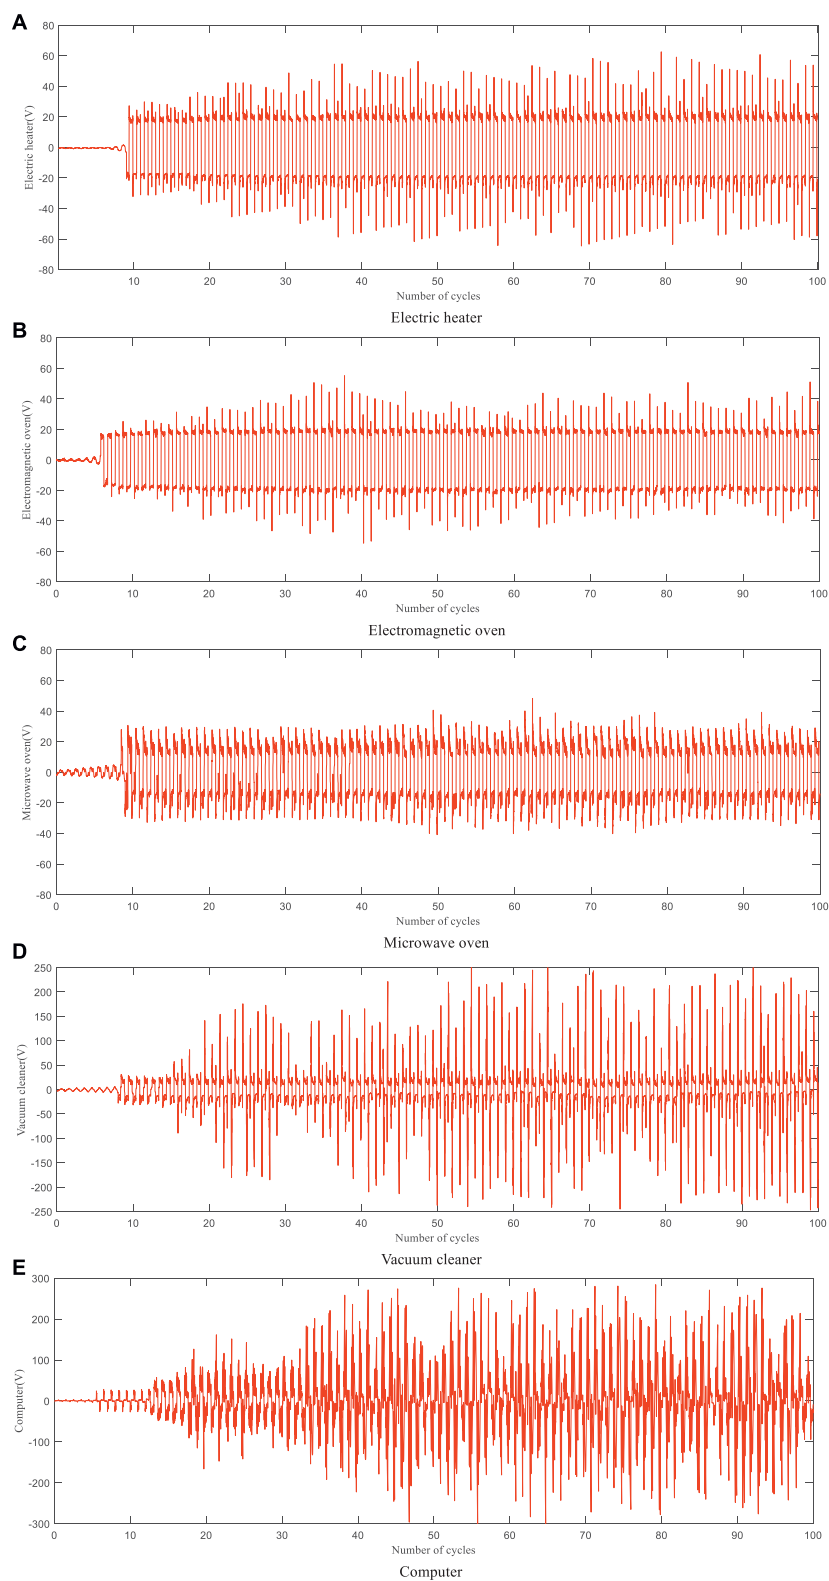 A
80
60
40
20
0
-20
-40
-60
-80
Electric heater(V)
10 20 30 40 50 60 70 80 90 100
Number of cycles
Electric heater
B
80
60
40
20
0
-20
-40
-60
-80
Electromagnetic oven(V)
0 10 20 30 40 50 60 70 80 90 100
Number of cycles
Electromagnetic oven
C
80
60
40
20
0
-20
-40
-60
-80
Microwave oven(V)
0 10 20 30 40 50 60 70 80 90 100
Number of cycles
Microwave oven
D
250
200
150
100
50
0
-50
-100
-150
-200
-250
Vacuum cleaner(V)
0 10 20 30 40 50 60 70 80 90 100
Number of cycles
Vacuum cleaner
E
300
200
100
0
-100
-200
-300
Computer(V)
0 10 20 30 40 50 60 70 80 90 100
Number of cycles
Computer